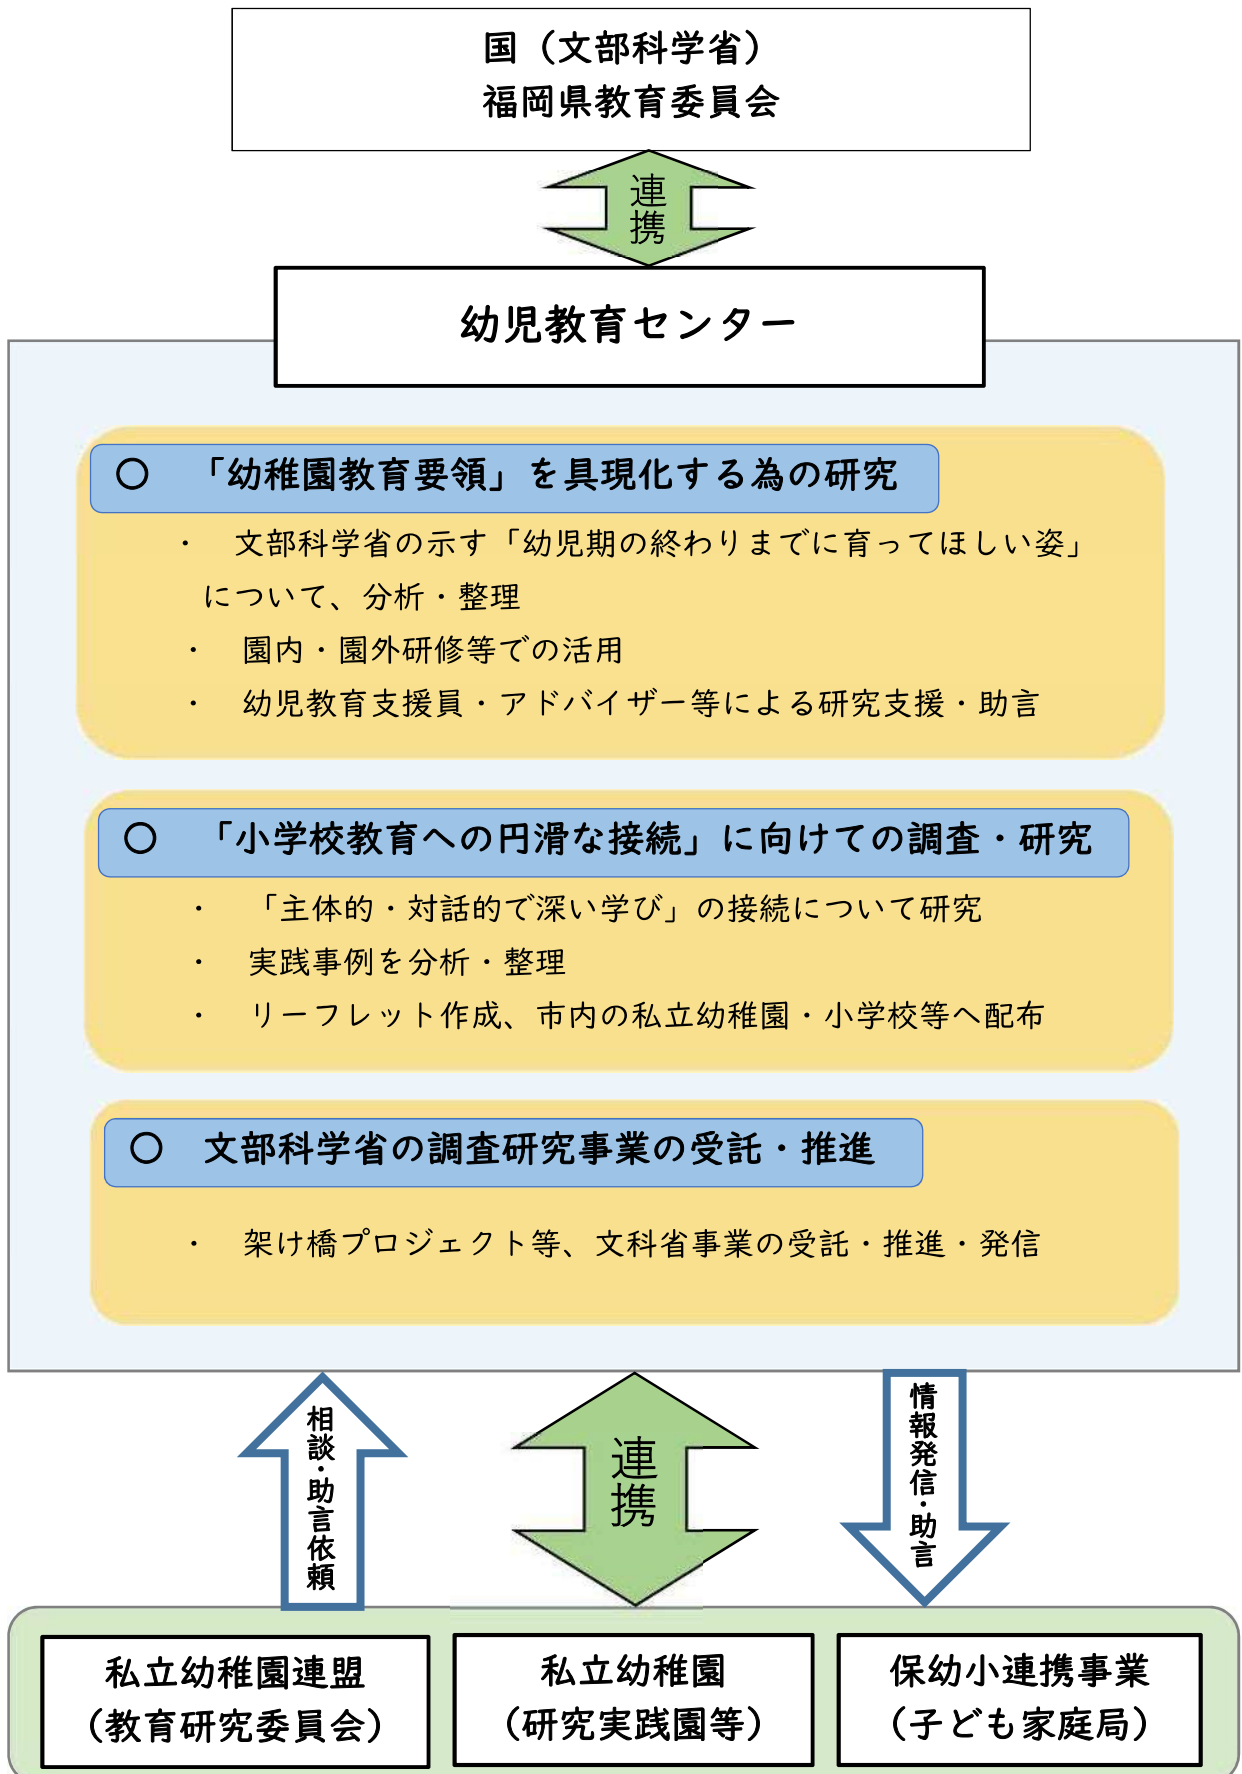 国（文部科学省）
福岡県教育委員会
連携
幼児教育センター
〇　「幼稚園教育要領」を具現化する為の研究
・　文部科学省の示す「幼児期の終わりまでに育ってほしい姿」
について、分析・整理
・　園内・園外研修等での活用
・　幼児教育支援員・アドバイザー等による研究支援・助言
〇　「小学校教育への円滑な接続」に向けての調査・研究
・　「主体的・対話的で深い学び」の接続について研究
・　実践事例を分析・整理
・　リーフレット作成、市内の私立幼稚園・小学校等へ配布
〇　文部科学省の調査研究事業の受託・推進
・　架け橋プロジェクト等、文科省事業の受託・推進・発信
相談・助言依頼
連携
情報発信・助言
私立幼稚園連盟
（教育研究委員会）
私立幼稚園
（研究実践園等）
保幼小連携事業
（子ども家庭局）